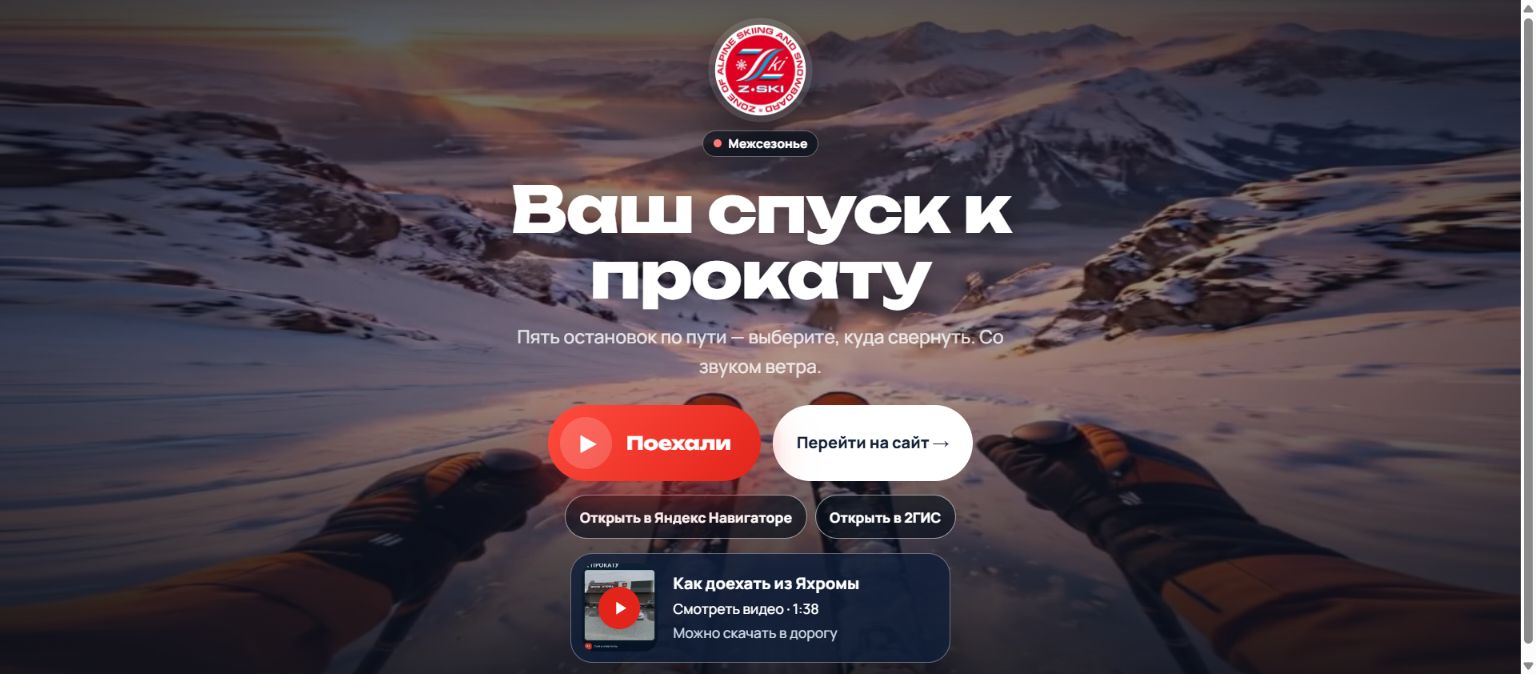 ZONE OF ALPINE SKIING AND SNOWBOARD
Zki
Z·SKI
Межсезонье
Ваш спуск к
прокату
Пять остановок по пути — выберите, куда свернуть. Со
звуком ветра.
Поехали
Перейти на сайт →
Открыть в Яндекс Навигаторе
Открыть в 2ГИС
ПРОКАТУ
Как доехать из Яхромы
Смотреть видео · 1:38
Можно скачать в дорогу